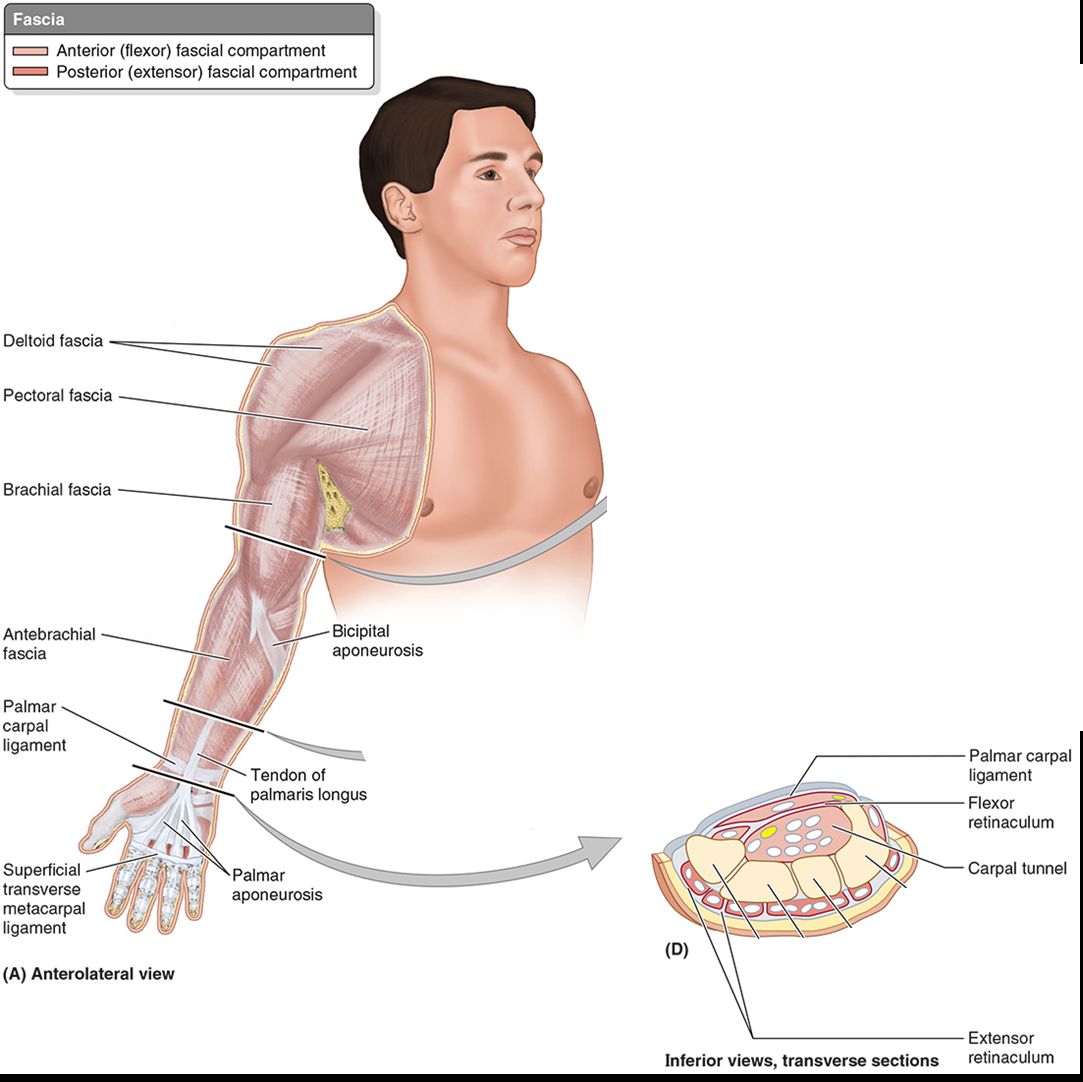 Fascia
Anterior (flexor) fascial compartment
Posterior (extensor) fascial compartment
Deltoid fascia
Pectoral fascia
Brachial fascia
Antebrachial
fascia
Bicipital
aponeurosis
Palmar
carpal
ligament
Tendon of
palmaris longus
Superficial
transverse
metacarpal
ligament
Palmar
aponeurosis
(A) Anterolateral view
Palmar carpal
ligament
Flexor
retinaculum
Carpal tunnel
(D)
Extensor
retinaculum
Inferior views, transverse sections